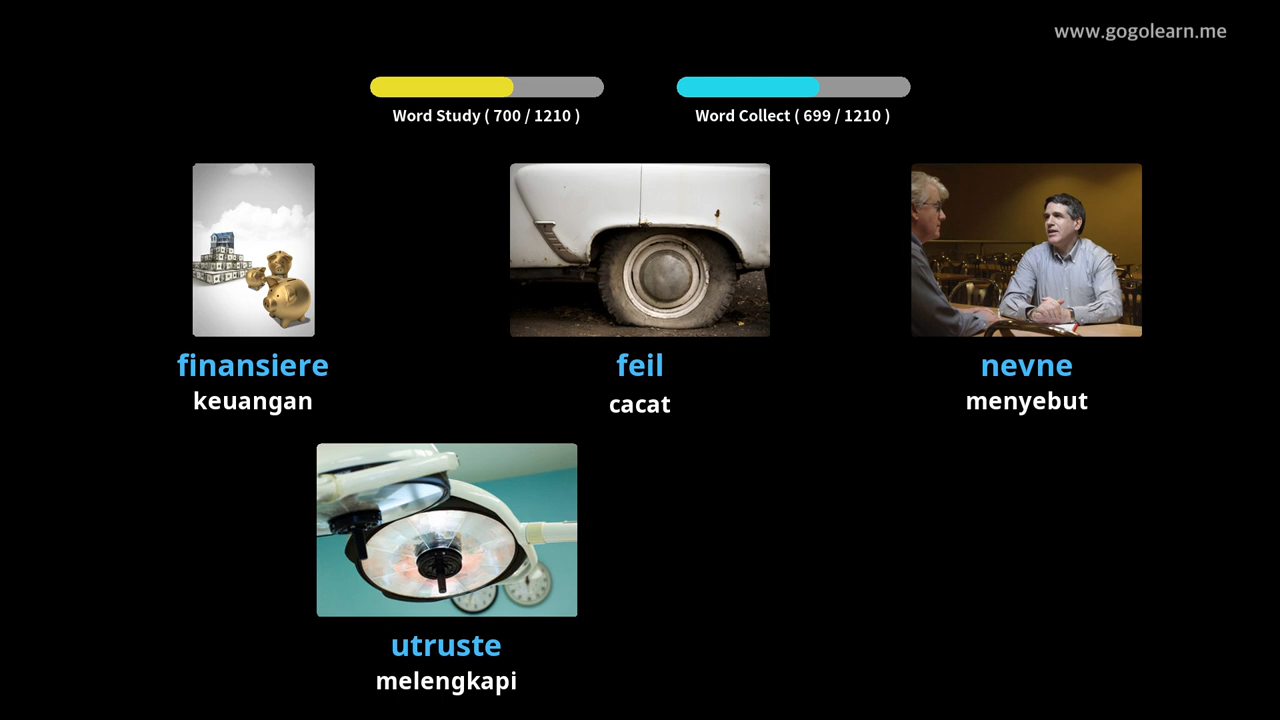 www.gogolearn.me
Word Study ( 700 / 1210 )
Word Collect ( 699 / 1210 )
finansiere
keuangan
feil
cacat
nevne
menyebut
utruste
melengkapi